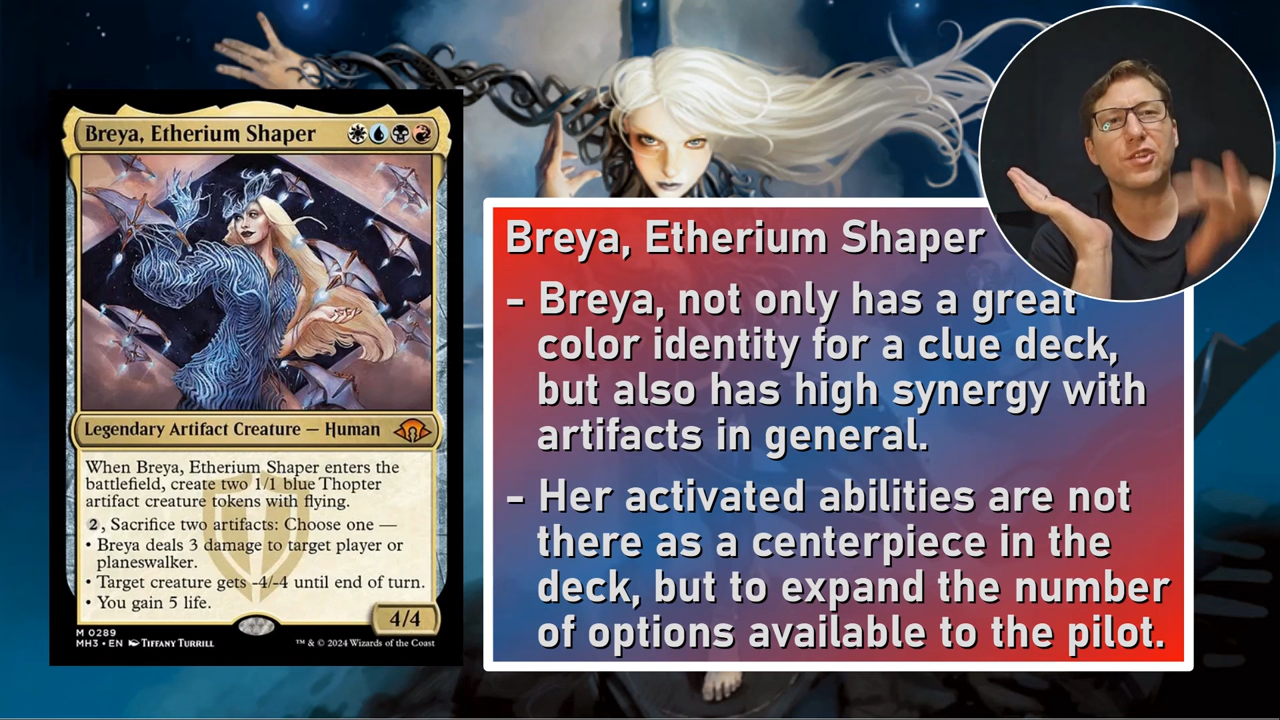 Breya, Etherium Shaper
Legendary Artifact Creature — Human
When Breya, Etherium Shaper enters the
battlefield, create two 1/1 blue Thopter
artifact creature tokens with flying.
2, Sacrifice two artifacts: Choose one —
• Breya deals 3 damage to target player or
planeswalker.
• Target creature gets -4/-4 until end of turn.
• You gain 5 life.
4/4
M 0289
MH3 • EN TIFFANY TURRILL
™ & © 2024 Wizards of the Coast
Breya, Etherium Shaper
- Breya, not only has a great
color identity for a clue deck,
but also has high synergy with
artifacts in general.
- Her activated abilities are not
there as a centerpiece in the
deck, but to expand the number
of options available to the pilot.